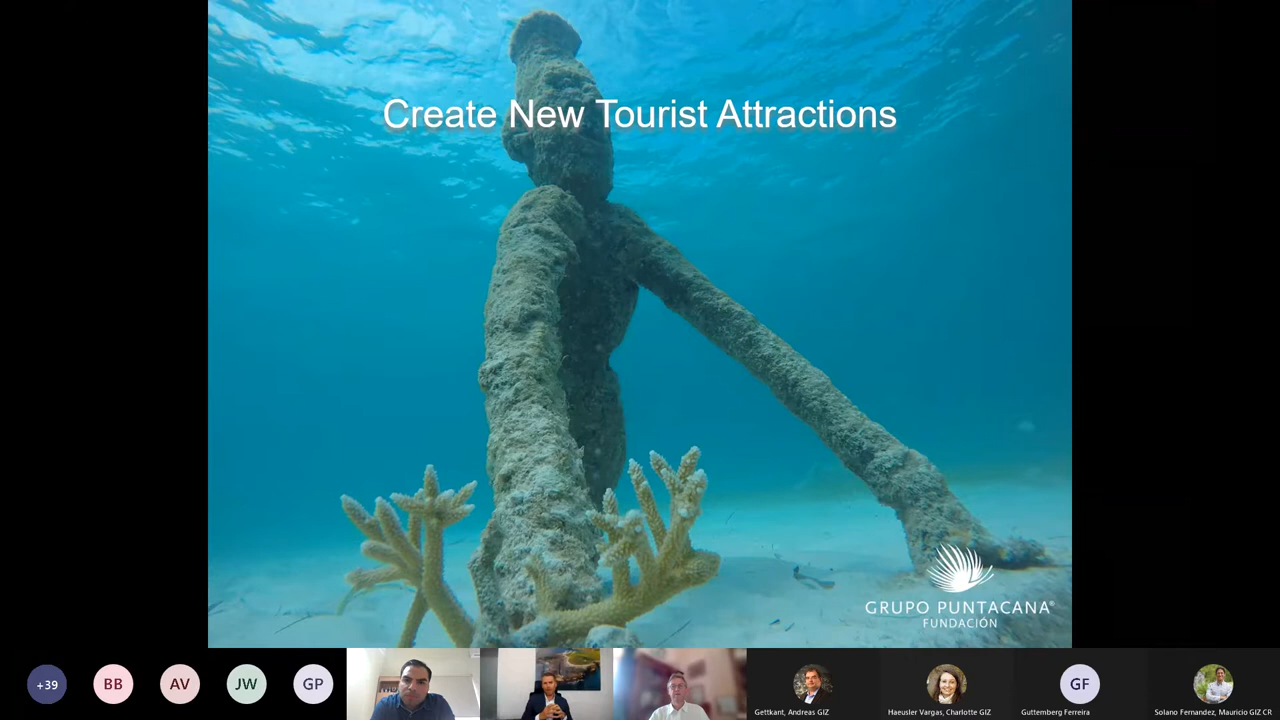 Create New Tourist Attractions
GRUPO PUNTACANA
FUNDACIÓN
+39
BB
AV
JW
GP
GF
Gettkant, Andreas GIZ
Haeusler Vargas, Charlotte GIZ
Guttemberg Ferreira
Solano Fernandez, Mauricio GIZ CR